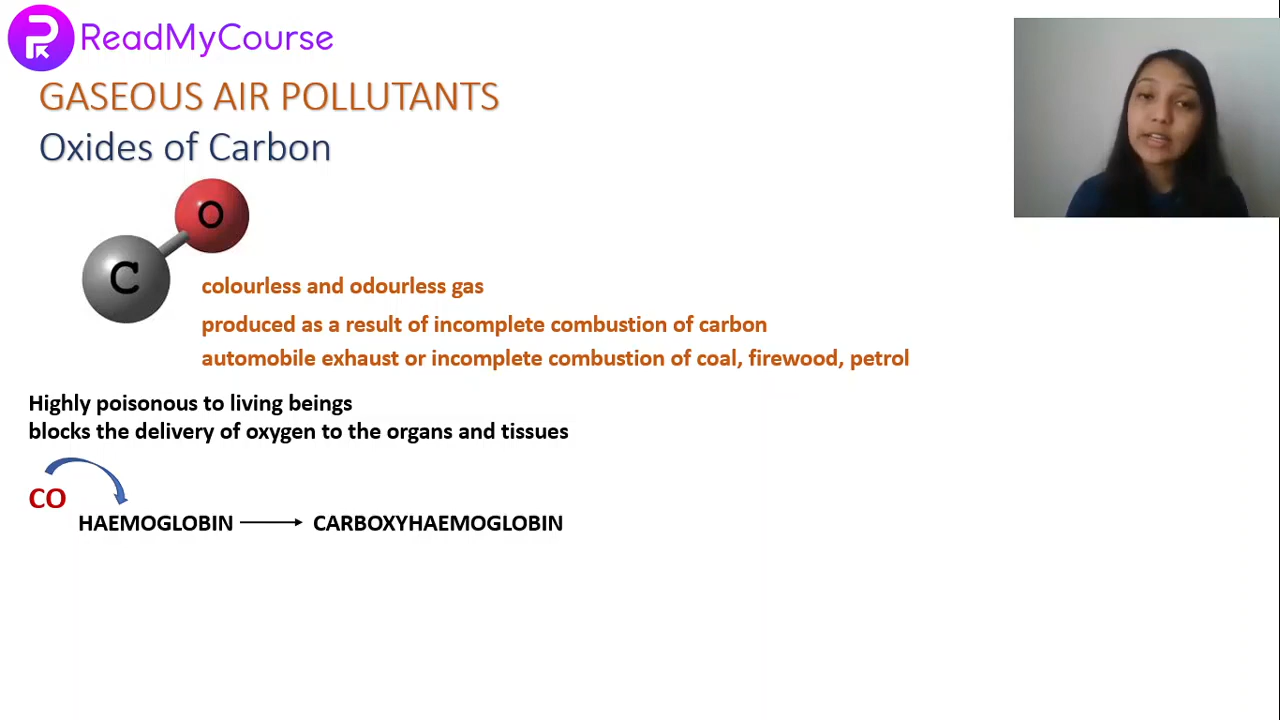 ReadMyCourse
GASEOUS AIR POLLUTANTS
Oxides of Carbon
O
C
colourless and odourless gas
produced as a result of incomplete combustion of carbon
automobile exhaust or incomplete combustion of coal, firewood, petrol
Highly poisonous to living beings
blocks the delivery of oxygen to the organs and tissues
CO
HAEMOGLOBIN CARBOXYHAEMOGLOBIN